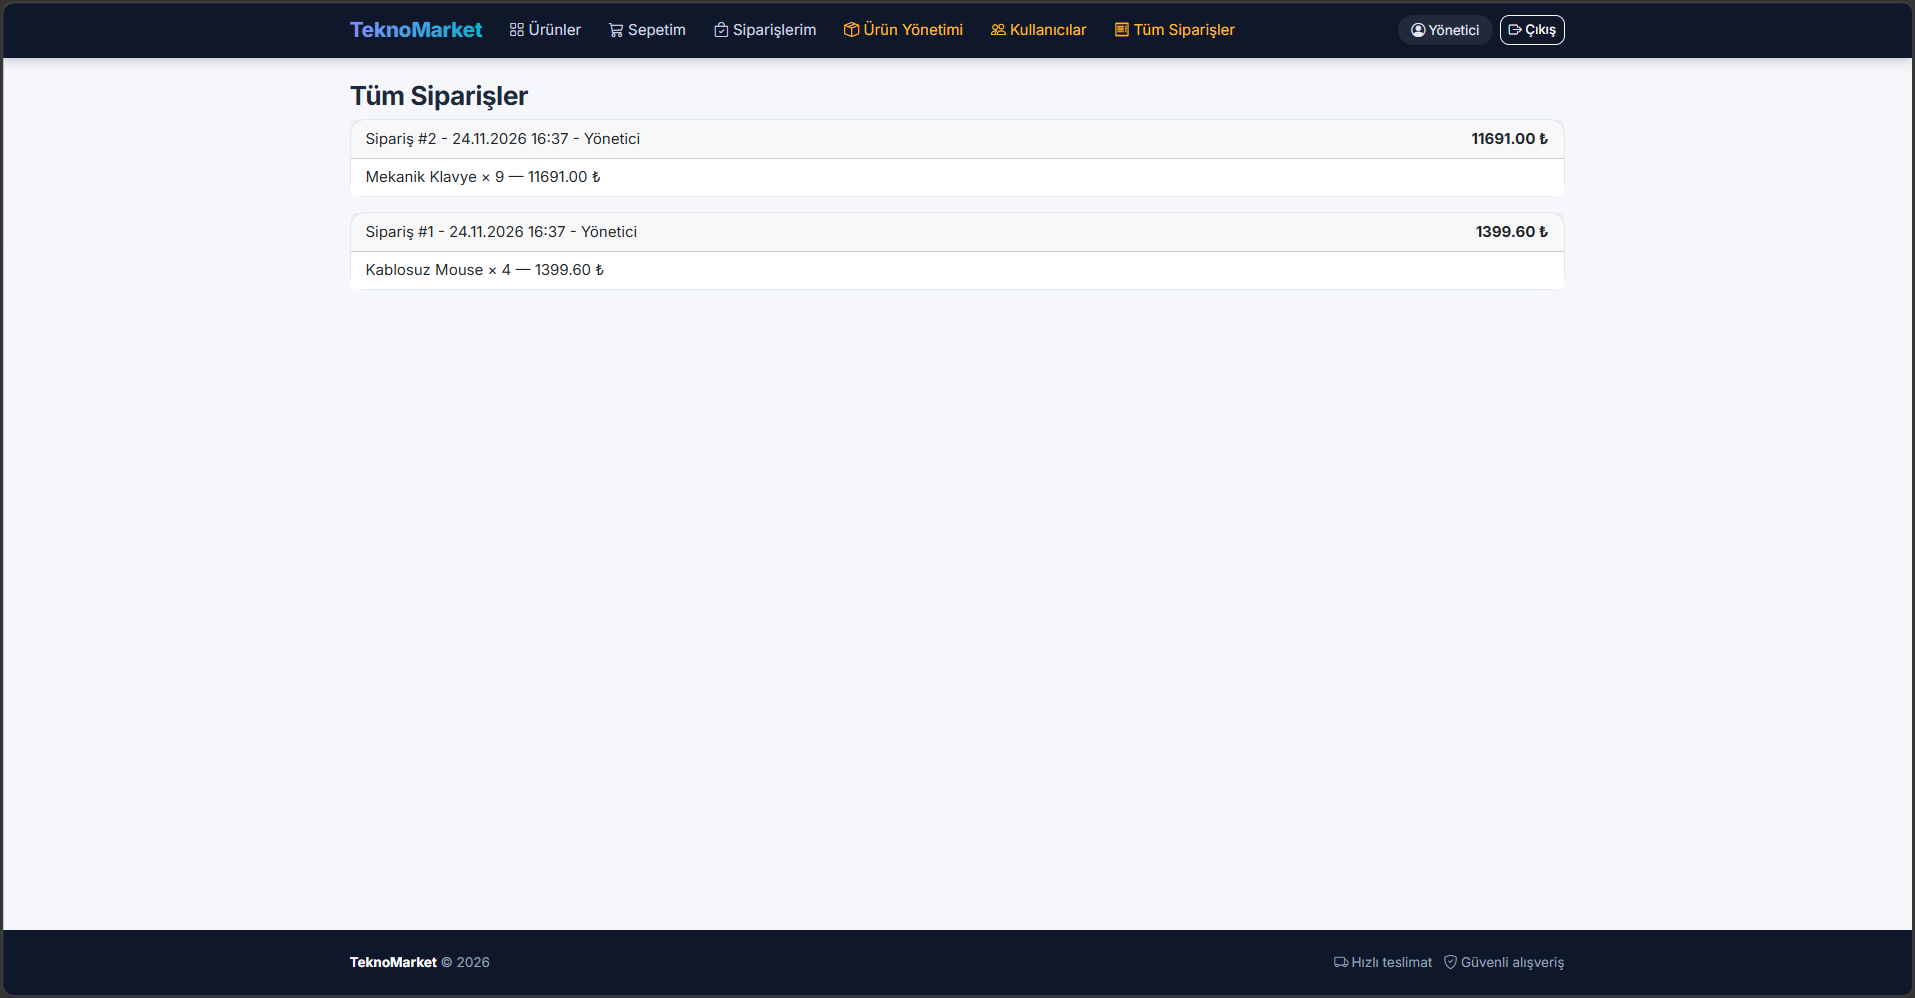 TeknoMarket Ürünler Sepetim Siparişlerim Ürün Yönetimi Kullanıcılar Tüm Siparişler Yönetici Çıkış
Tüm Siparişler
Sipariş #2 - 24.11.2026 16:37 - Yönetici 11691.00 ₺
Mekanik Klavye × 9 — 11691.00 ₺
Sipariş #1 - 24.11.2026 16:37 - Yönetici 1399.60 ₺
Kablosuz Mouse × 4 — 1399.60 ₺
TeknoMarket © 2026 Hızlı teslimat Güvenli alışveriş